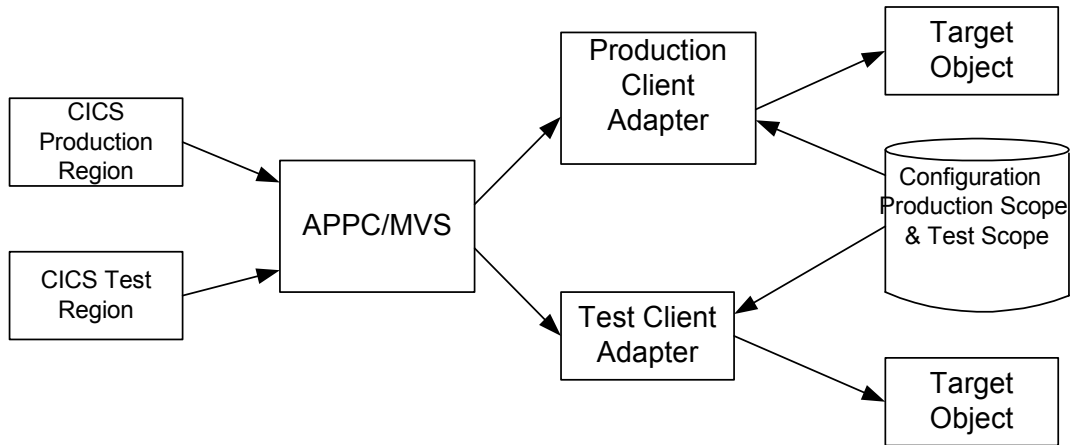 CICS
Production
Region
CICS Test
Region
APPC/MVS
Production
Client
Adapter
Test Client
Adapter
Target
Object
Configuration
Production Scope
& Test Scope
Target
Object